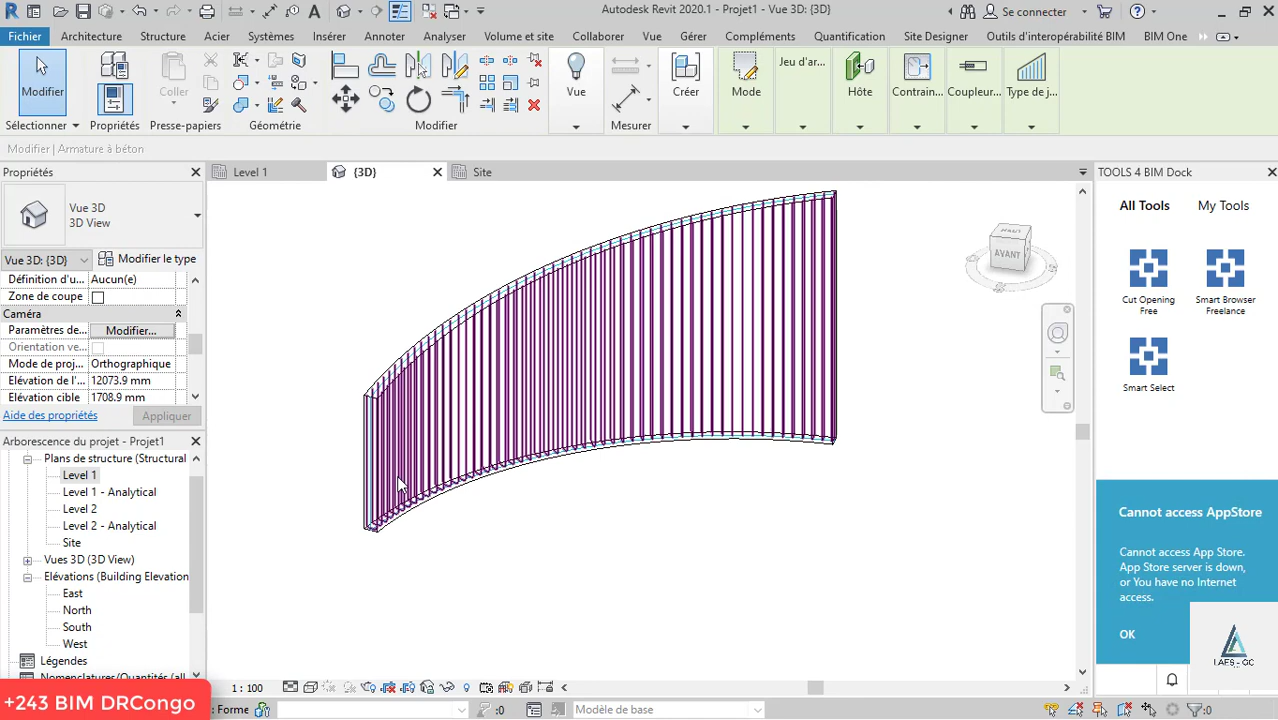 Autodesk Revit 2020.1 - Projet1 - Vue 3D: {3D}
Se connecter
Fichier Architecture Structure Acier Systèmes Insérer Annoter Analyser Volume et site Collaborer Vue Gérer Compléments Quantification Site Designer Outils d'interopérabilité BIM BIM One
Modifier Coller Vue Créer Mode Jeu d'ar... Hôte Contrain... Coupleur... Type de j...
Sélectionner Propriétés Presse-papiers Géométrie Modifier Mesurer
Modifier | Armature à béton
Propriétés
Level 1 {3D} Site
TOOLS 4 BIM Dock
Vue 3D
3D View
All Tools My Tools
Vue 3D: {3D} Modifier le type
Définition d'u... Aucun(e)
Zone de coupe
Caméra
Paramètres de... Modifier...
Orientation ve...
Mode de proj... Orthographique
Elévation de l'... 12073.9 mm
Elévation cible 1708.9 mm
Aide des propriétés Appliquer
HAUT
AVANT
Cut Opening Free
Smart Browser Freelance
Smart Select
Arborescence du projet - Projet1
Plans de structure (Structural
Level 1
Level 1 - Analytical
Level 2
Level 2 - Analytical
Site
Vues 3D (3D View)
Elévations (Building Elevation
East
North
South
West
Légendes
Nomenclatures/Quantités (all
Cannot access AppStore
Cannot access App Store.
App Store server is down,
or You have no Internet
access.
OK
IAES-GC
1 : 100
+243 BIM DRCongo
Forme
:0
Modèle de base
:0